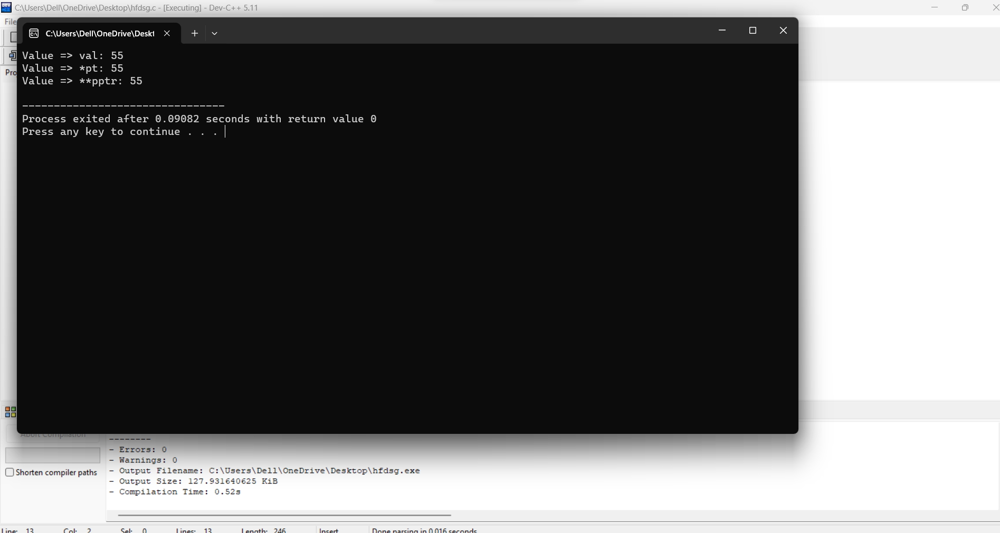 C:\Users\Dell\OneDrive\Desktop\hfdsg.c - [Executing] - Dev-C++ 5.11
File
C:\Users\Dell\OneDrive\Deskt
Value => val: 55
Value => *pt: 55
Value => **pptr: 55
--------------------------------
Process exited after 0.09082 seconds with return value 0
Press any key to continue . . .
Abort Compilation
--------
- Errors: 0
- Warnings: 0
- Output Filename: C:\Users\Dell\OneDrive\Desktop\hfdsg.exe
- Output Size: 127.931640625 KiB
- Compilation Time: 0.52s
Shorten compiler paths
Line: 13 Col: 2 Sel: 0 Lines: 13 Length: 246 Insert Done parsing in 0.016 seconds